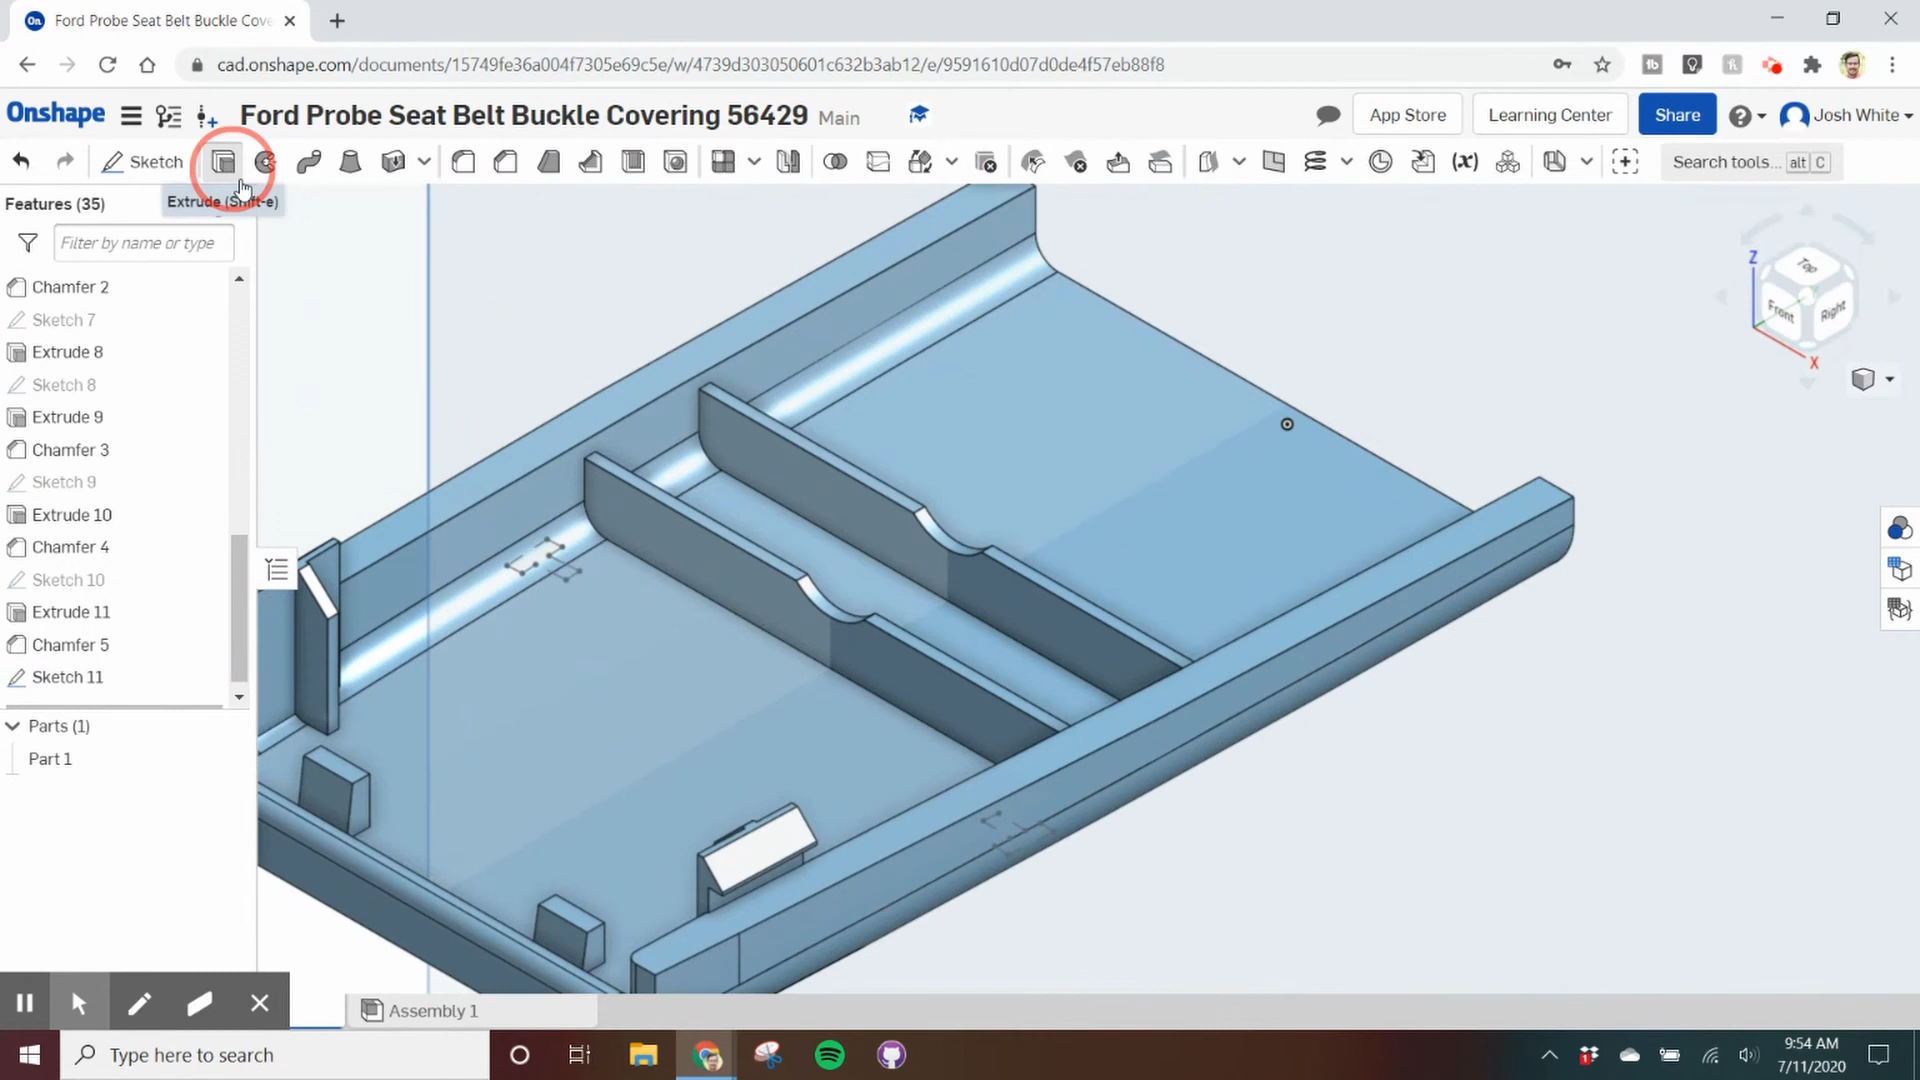 Ford Probe Seat Belt Buckle Cove
cad.onshape.com/documents/15749fe36a004f7305e69c5e/w/4739d303050601c632b3ab12/e/9591610d07d0de4f57eb88f8
Onshape
Ford Probe Seat Belt Buckle Covering 56429 Main
App Store
Learning Center
Share
Josh White
Sketch
Search tools... alt C
Extrude (Shift-e)
Features (35)
Filter by name or type
Chamfer 2
Sketch 7
Extrude 8
Sketch 8
Extrude 9
Chamfer 3
Sketch 9
Extrude 10
Chamfer 4
Sketch 10
Extrude 11
Chamfer 5
Sketch 11
Parts (1)
Part 1
Z
Top
Front
Right
X
Assembly 1
Type here to search
9:54 AM
7/11/2020